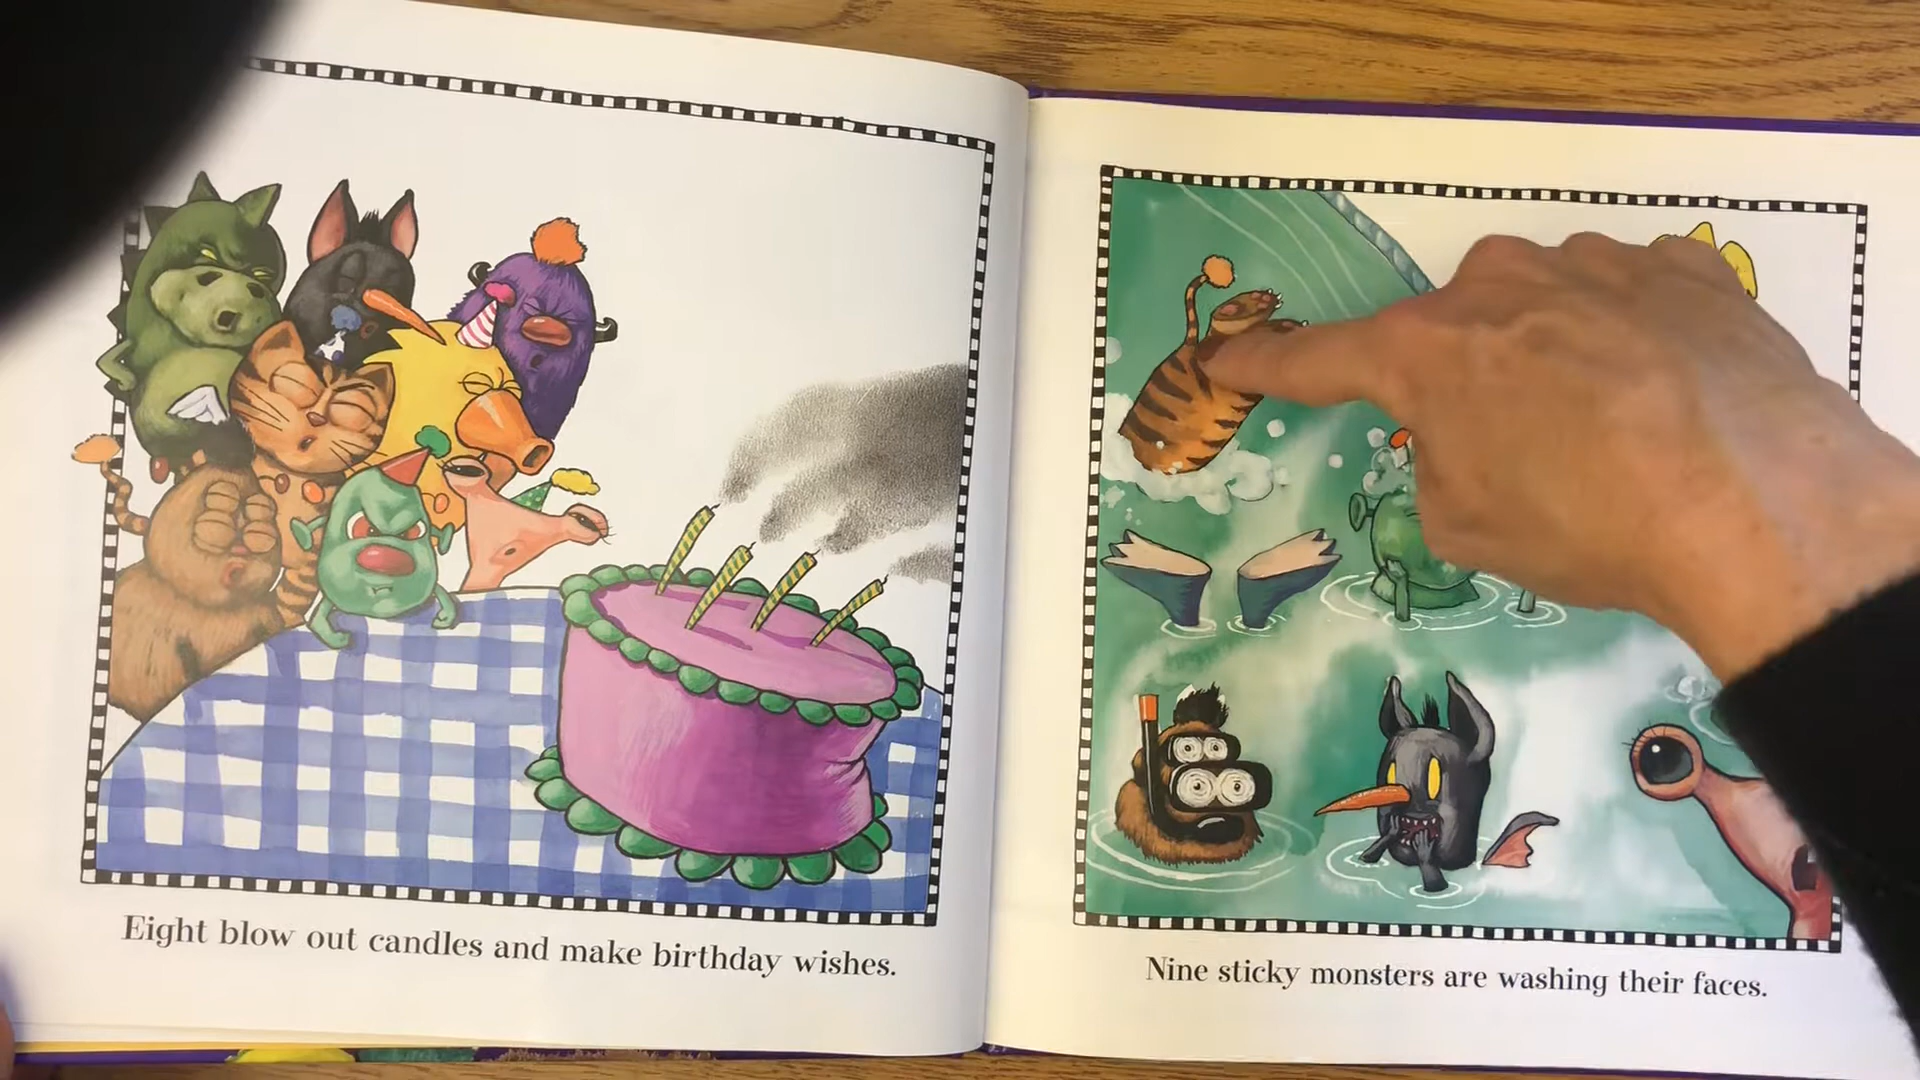 Eight blow out candles and make birthday wishes.
Nine sticky monsters are washing their faces.